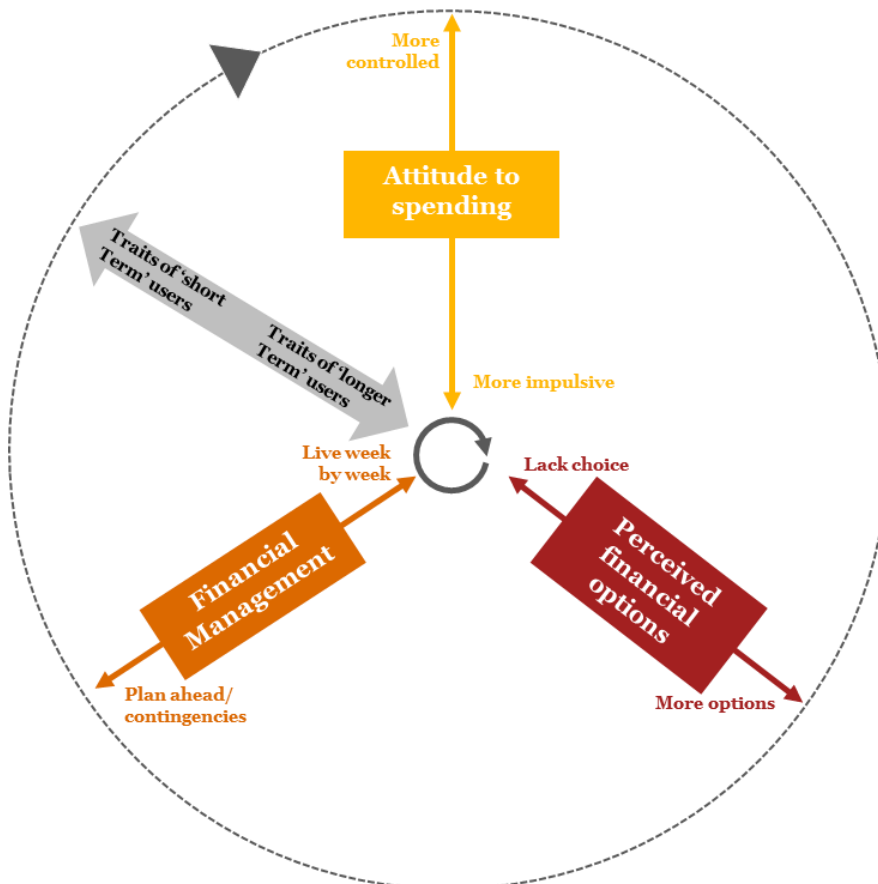 More
controlled
Attitude to
spending
More impulsive
Traits of ‘short
Term’ users
Traits of ‘longer
Term’ users
Live week
by week
Financial
Management
Plan ahead/
contingencies
Lack choice
Perceived
financial
options
More options